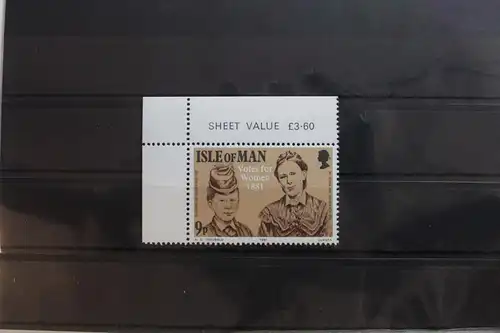 SHEET VALUE £3·60
ISLE OF MAN
Votes for
Women
1881
9p